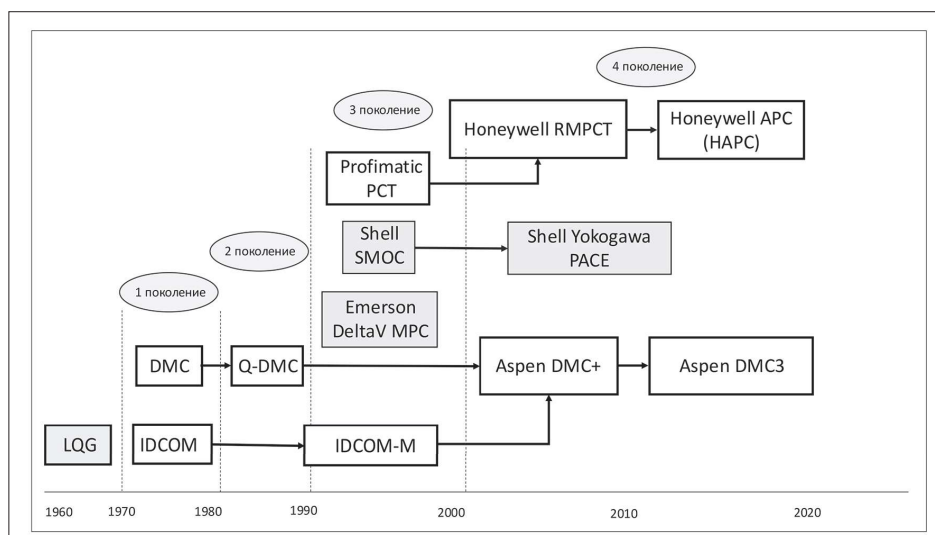 4 поколение
3 поколение
Honeywell RMPCT
Honeywell APC
(HAPC)
Profimatic
PCT
2 поколение
Shell
SMOC
Shell Yokogawa
PACE
1 поколение
Emerson
DeltaV MPC
DMC
Q-DMC
Aspen DMC+
Aspen DMC3
LQG
IDCOM
IDCOM-M
1960
1970
1980
1990
2000
2010
2020